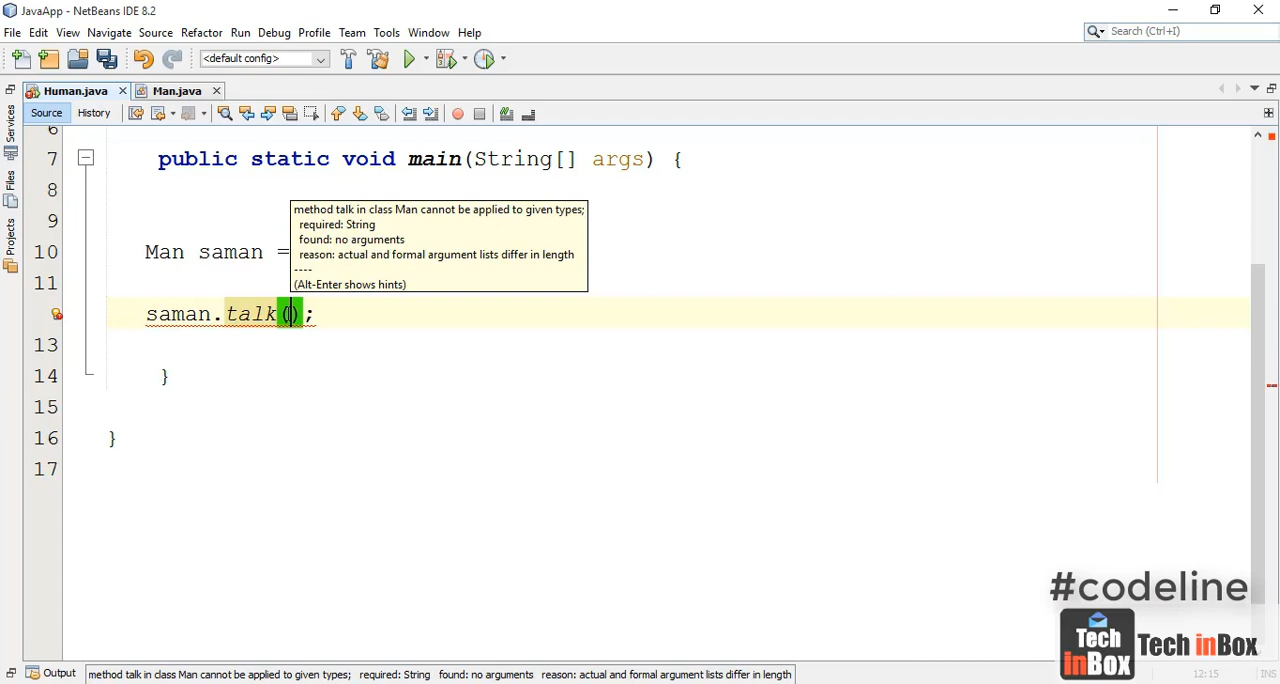 JavaApp - NetBeans IDE 8.2
File Edit View Navigate Source Refactor Run Debug Profile Team Tools Window Help
Search (Ctrl+I)
<default config>
Human.java Man.java
Source History
Services
Files
Projects
6
7 public static void main(String[] args) {
8
9
method talk in class Man cannot be applied to given types;
required: String
found: no arguments
reason: actual and formal argument lists differ in length
----
(Alt-Enter shows hints)
10 Man saman =
11
saman.talk();
13
14 }
15
16 }
17
#codeline
Tech inBox
Tech inBox
Output method talk in class Man cannot be applied to given types; required: String found: no arguments reason: actual and formal argument lists differ in length
12:15 INS